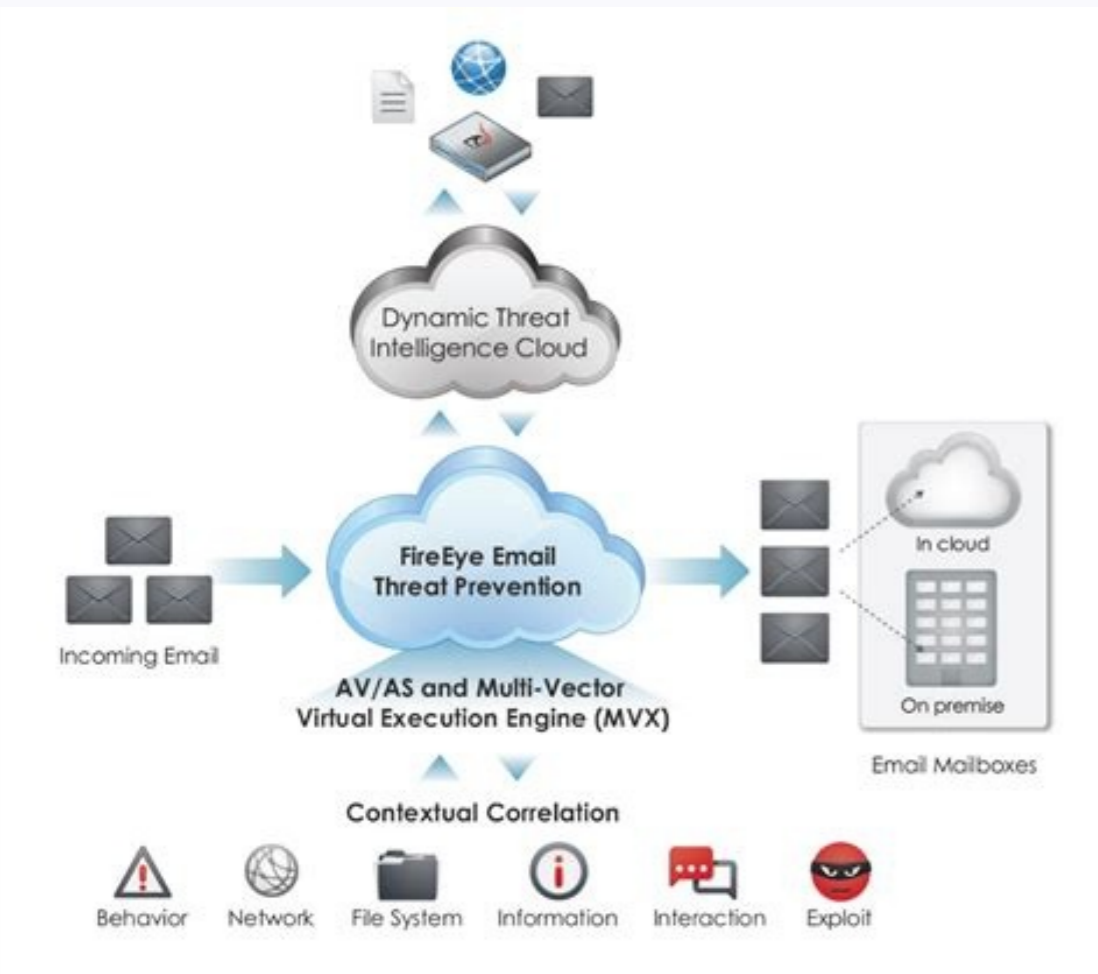 Dynamic Threat
Intelligence Cloud
FireEye Email
Threat Prevention
Incoming Email
In cloud
On premise
Email Mailboxes
AV/AS and Multi-Vector
Virtual Execution Engine (MVX)
Contextual Correlation
Behavior
Network
File System
Information
Interaction
Exploit